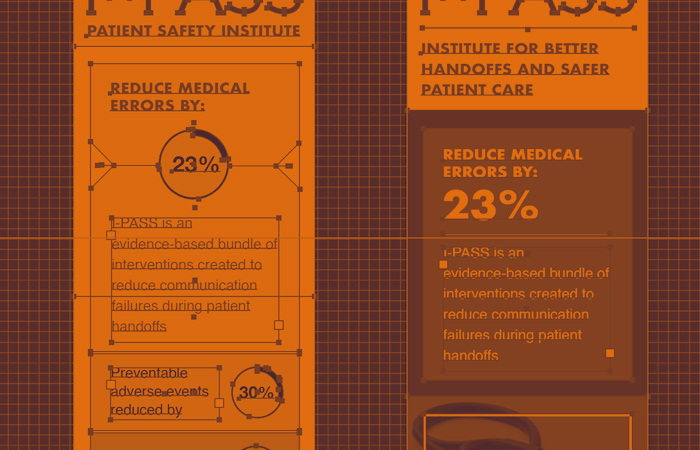 I-PASS
PATIENT SAFETY INSTITUTE
REDUCE MEDICAL
ERRORS BY:
23%
I-PASS is an
evidence-based bundle of
interventions created to
reduce communication
failures during patient
handoffs
Preventable
adverse events
reduced by
30%
I-PASS
INSTITUTE FOR BETTER
HANDOFFS AND SAFER
PATIENT CARE
REDUCE MEDICAL
ERRORS BY:
23%
I-PASS is an
evidence-based bundle of
interventions created to
reduce communication
failures during patient
handoffs